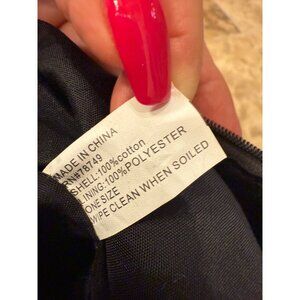 MADE IN CHINA
RN#78749
SHELL:100%cotton
LINING:100%POLYESTER
ONE SIZE
WIPE CLEAN WHEN SOILED